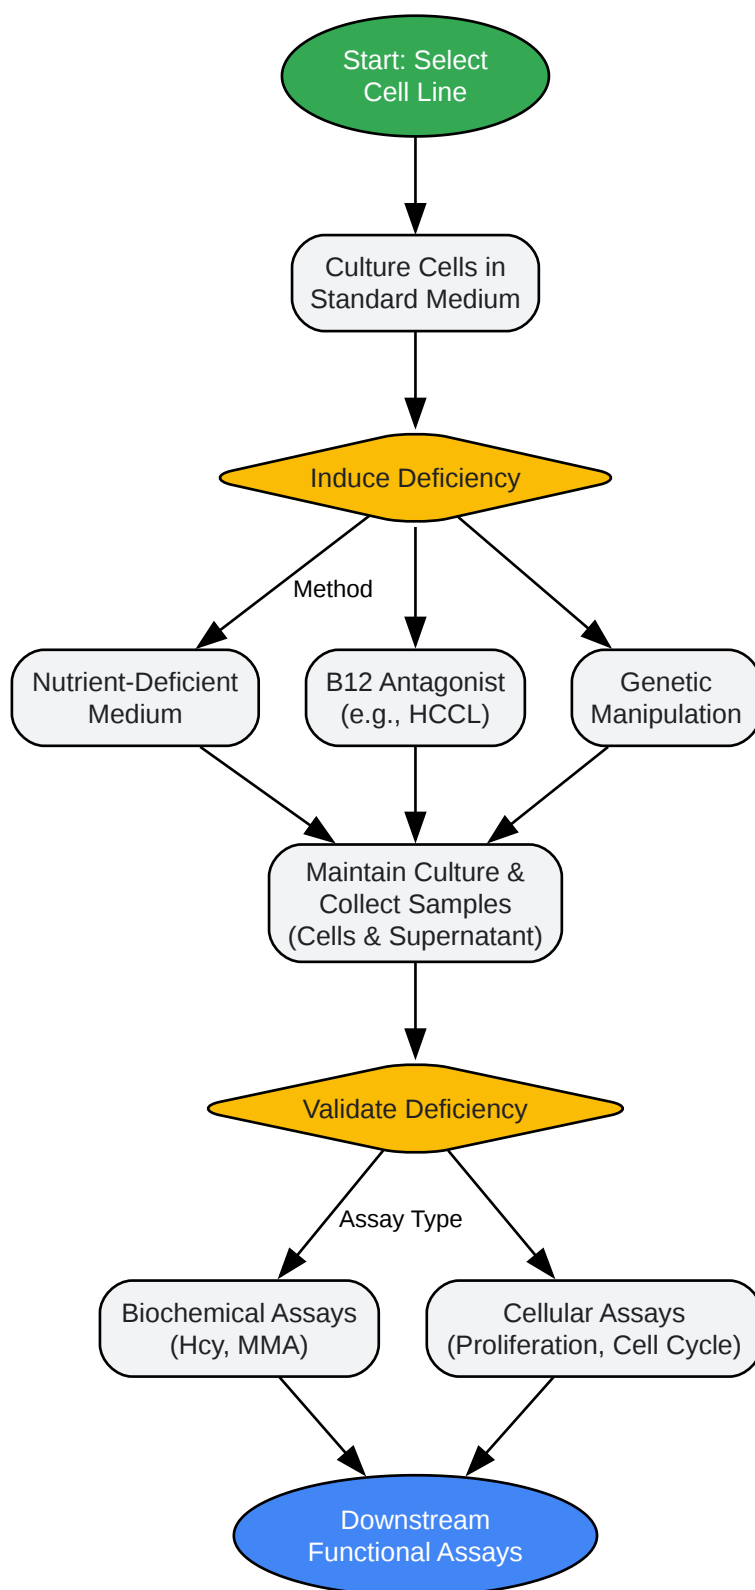 Start: Select
Cell Line
Culture Cells in
Standard Medium
Induce Deficiency
Method
Nutrient-Deficient
Medium
B12 Antagonist
(e.g., HCCL)
Genetic
Manipulation
Maintain Culture &
Collect Samples
(Cells & Supernatant)
Validate Deficiency
Assay Type
Biochemical Assays
(Hcy, MMA)
Cellular Assays
(Proliferation, Cell Cycle)
Downstream
Functional Assays